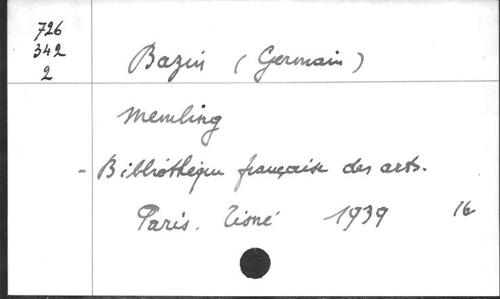 726
342
2
Bazin (Germain)
Memling
- Bibliothèque française des arts.
Paris. Tisné 1939 16